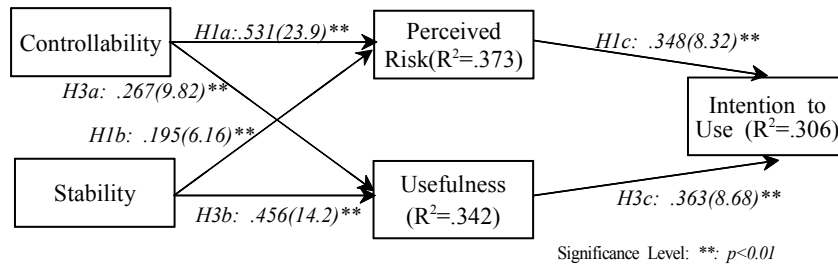 Controllability
H1a:.531(23.9)**
Perceived
Risk(R²=.373)
H1c: .348(8.32)**
H3a: .267(9.82)**
H1b: .195(6.16)**
Intention to
Use (R²=.306)
Stability
H3b: .456(14.2)**
Usefulness
(R²=.342)
H3c: .363(8.68)**
Significance Level: **: p<0.01